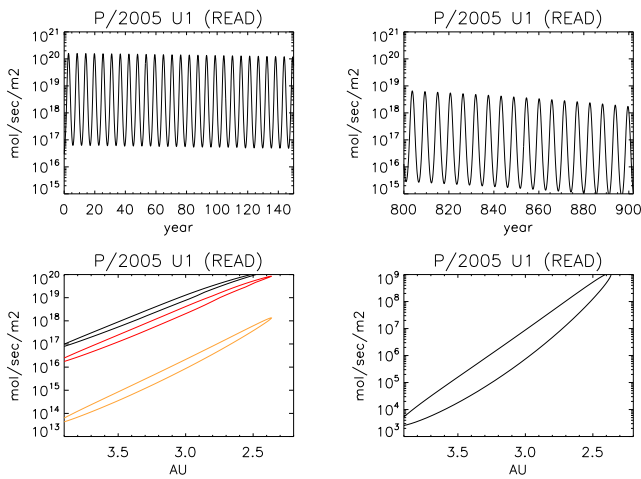 P/2005 U1 (READ)
10^21
10^20
10^19
10^18
10^17
10^16
10^15
mol/sec/m2
0 20 40 60 80 100 120 140
year
P/2005 U1 (READ)
10^21
10^20
10^19
10^18
10^17
10^16
10^15
mol/sec/m2
800 820 840 860 880 900
year
P/2005 U1 (READ)
10^20
10^19
10^18
10^17
10^16
10^15
10^14
10^13
mol/sec/m2
3.5 3.0 2.5
AU
P/2005 U1 (READ)
10^9
10^8
10^7
10^6
10^5
10^4
10^3
mol/sec/m2
3.5 3.0 2.5
AU